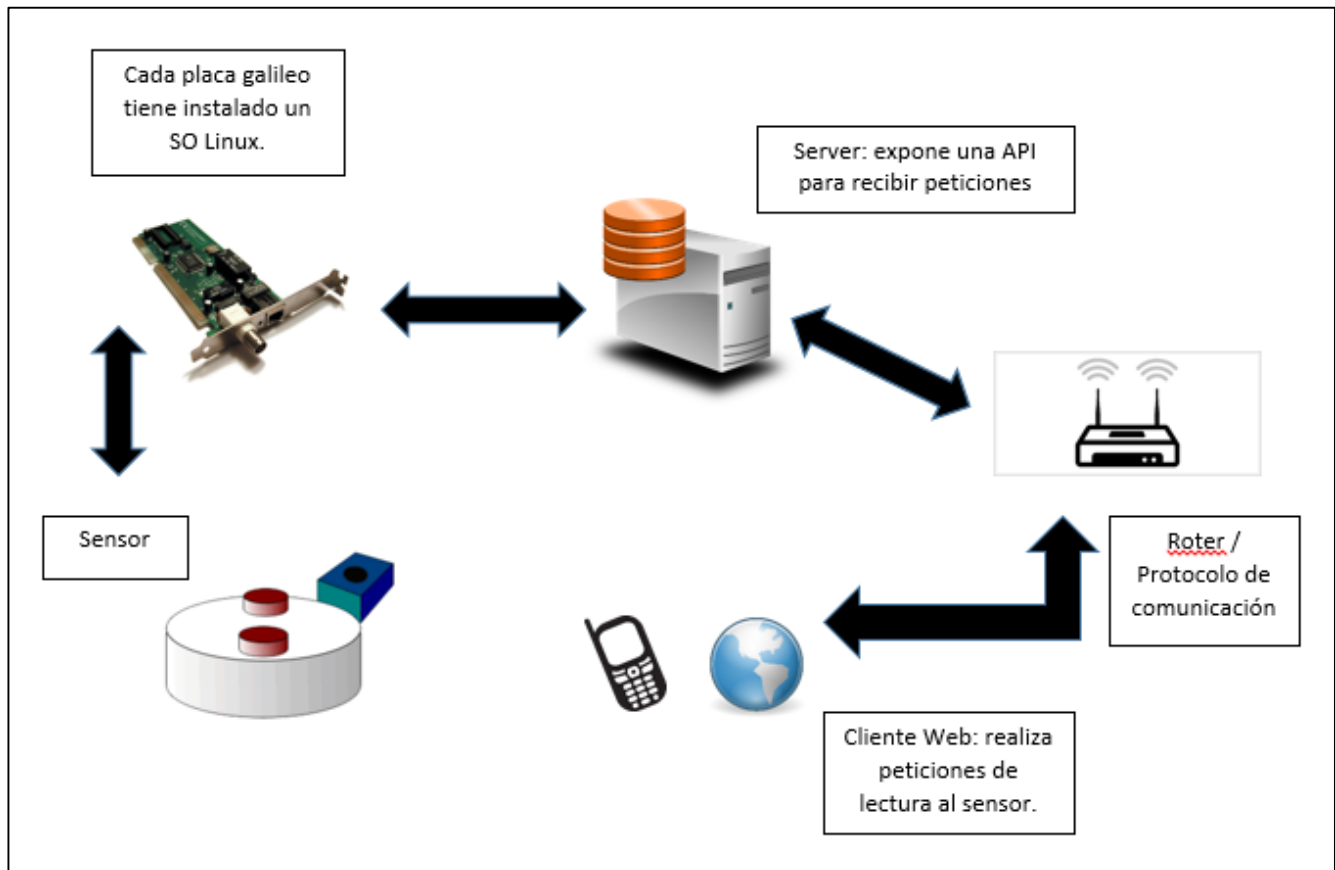 Cada placa galileo
tiene instalado un
SO Linux.
Server: expone una API
para recibir peticiones
Sensor
Roter /
Protocolo de
comunicación
Cliente Web: realiza
peticiones de
lectura al sensor.